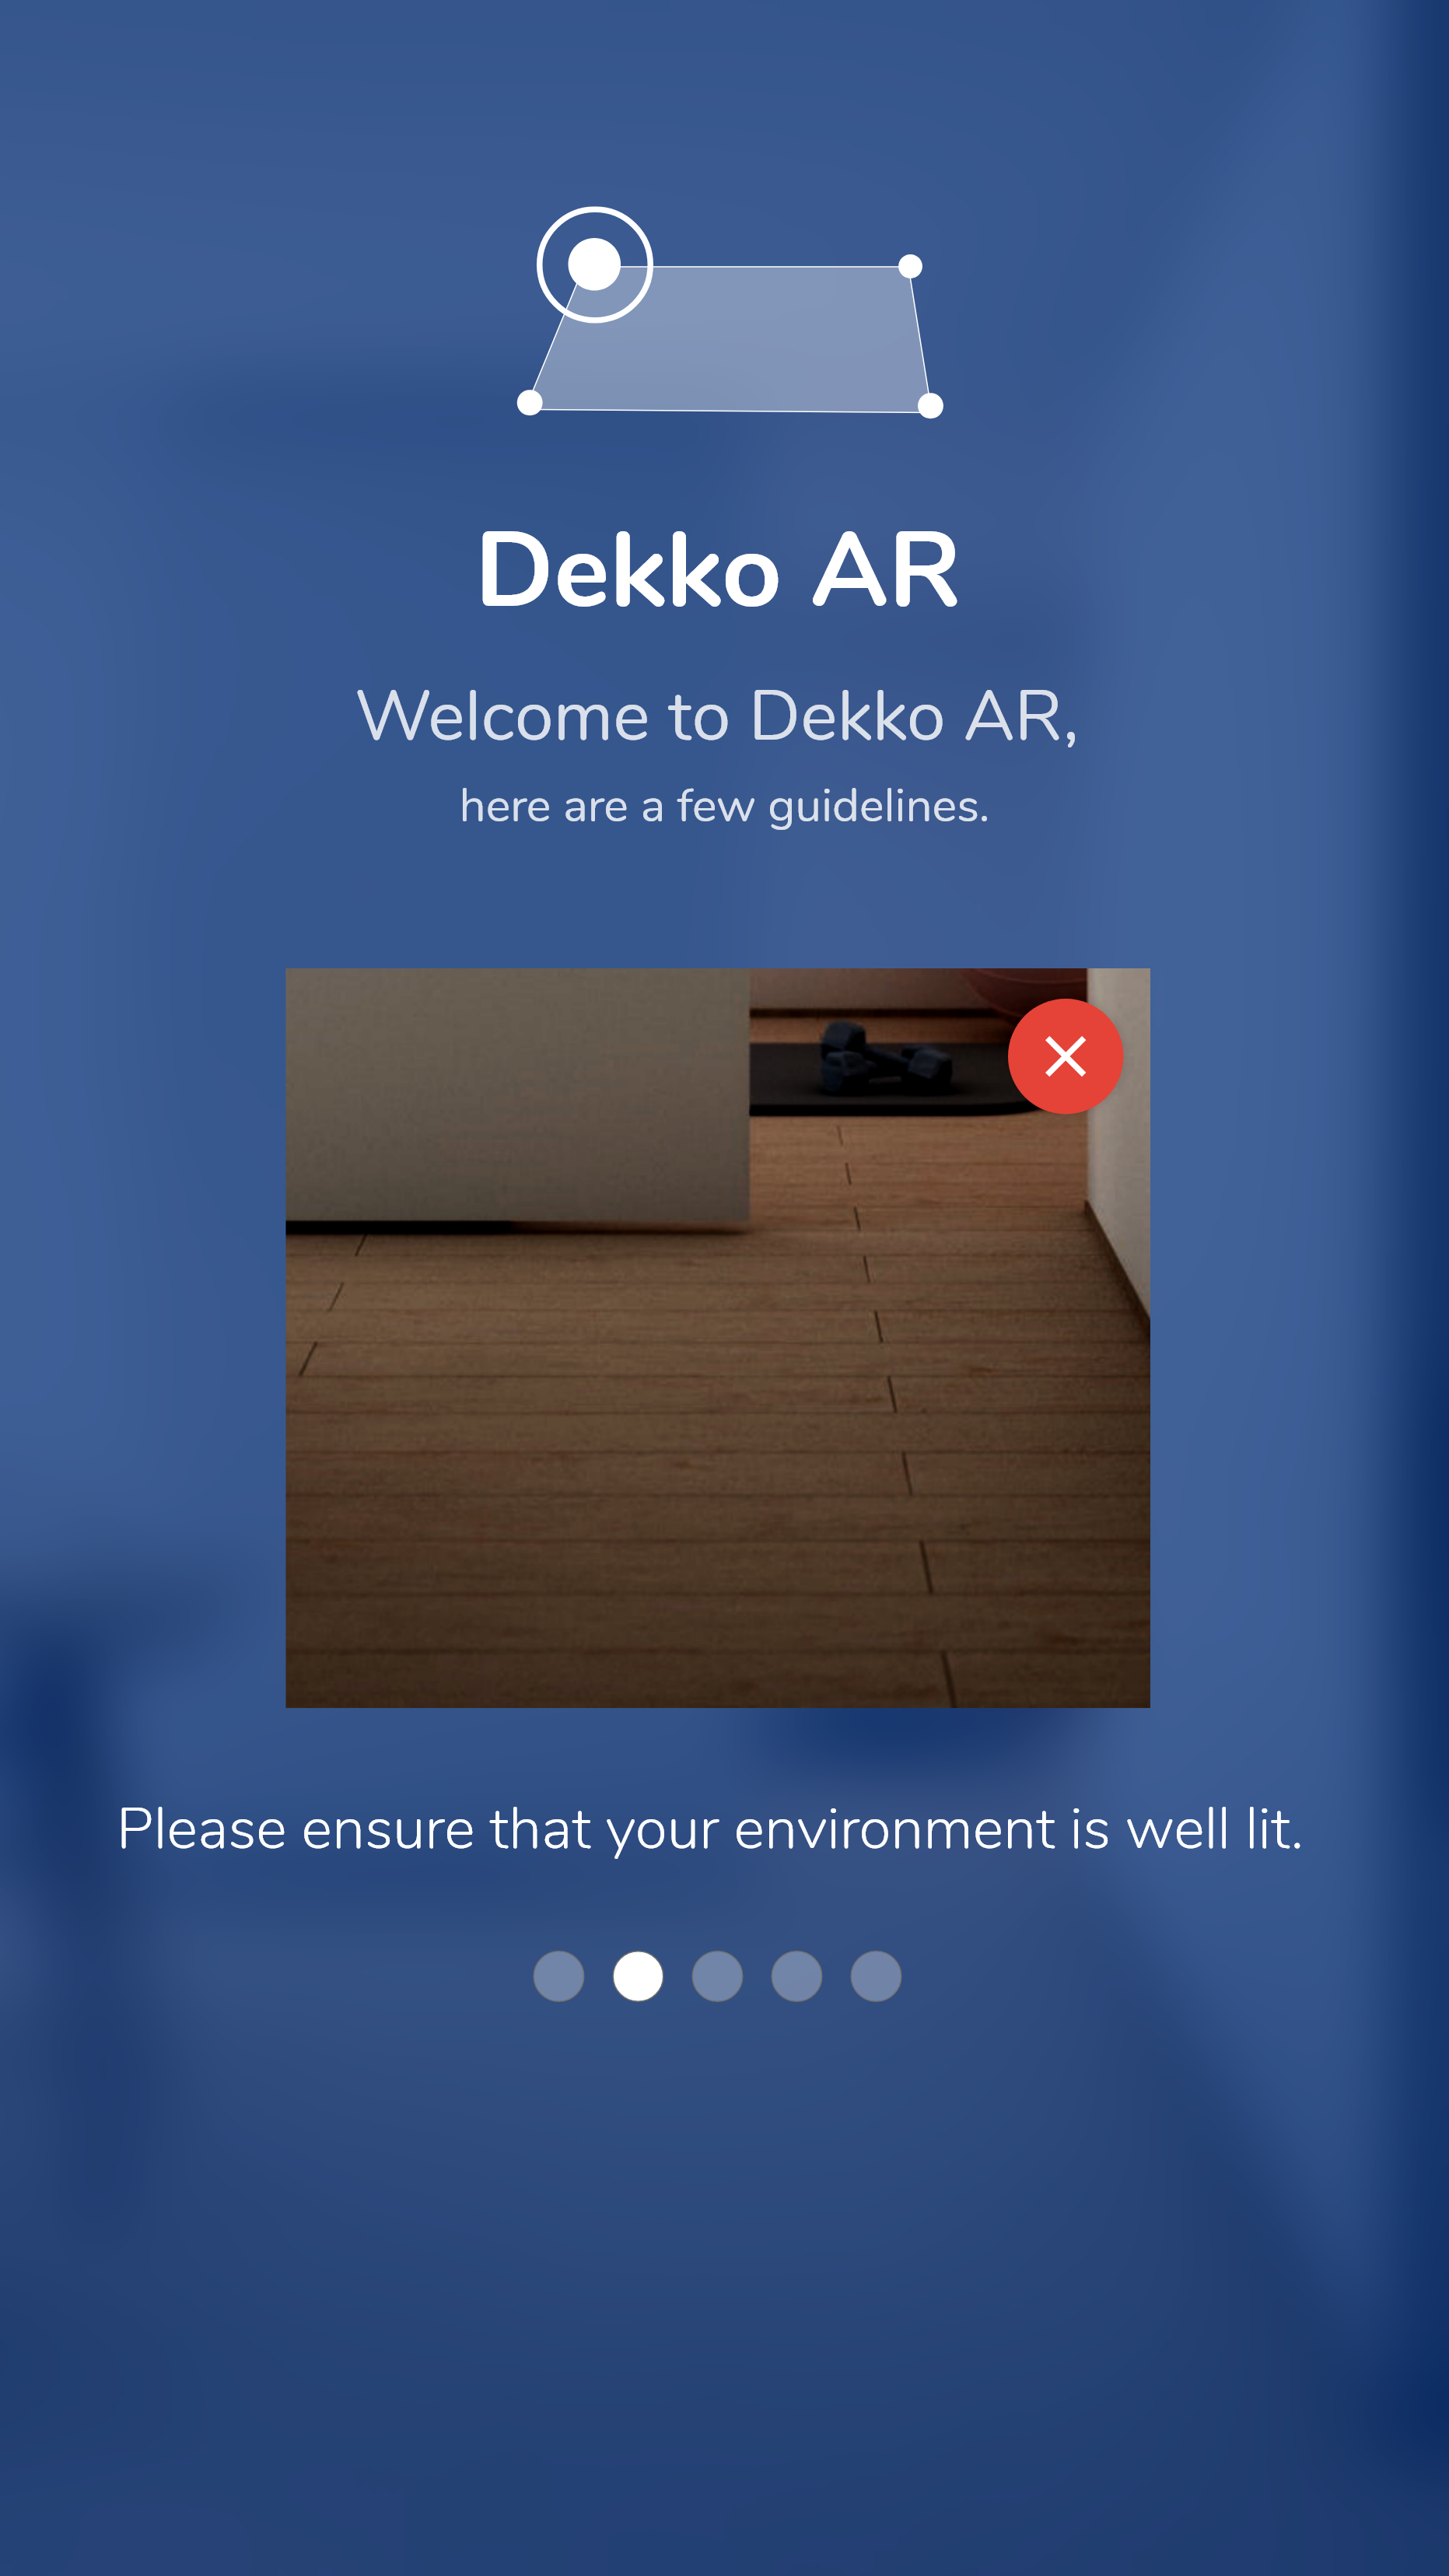 Dekko AR
Welcome to Dekko AR,
here are a few guidelines.
Please ensure that your environment is well lit.